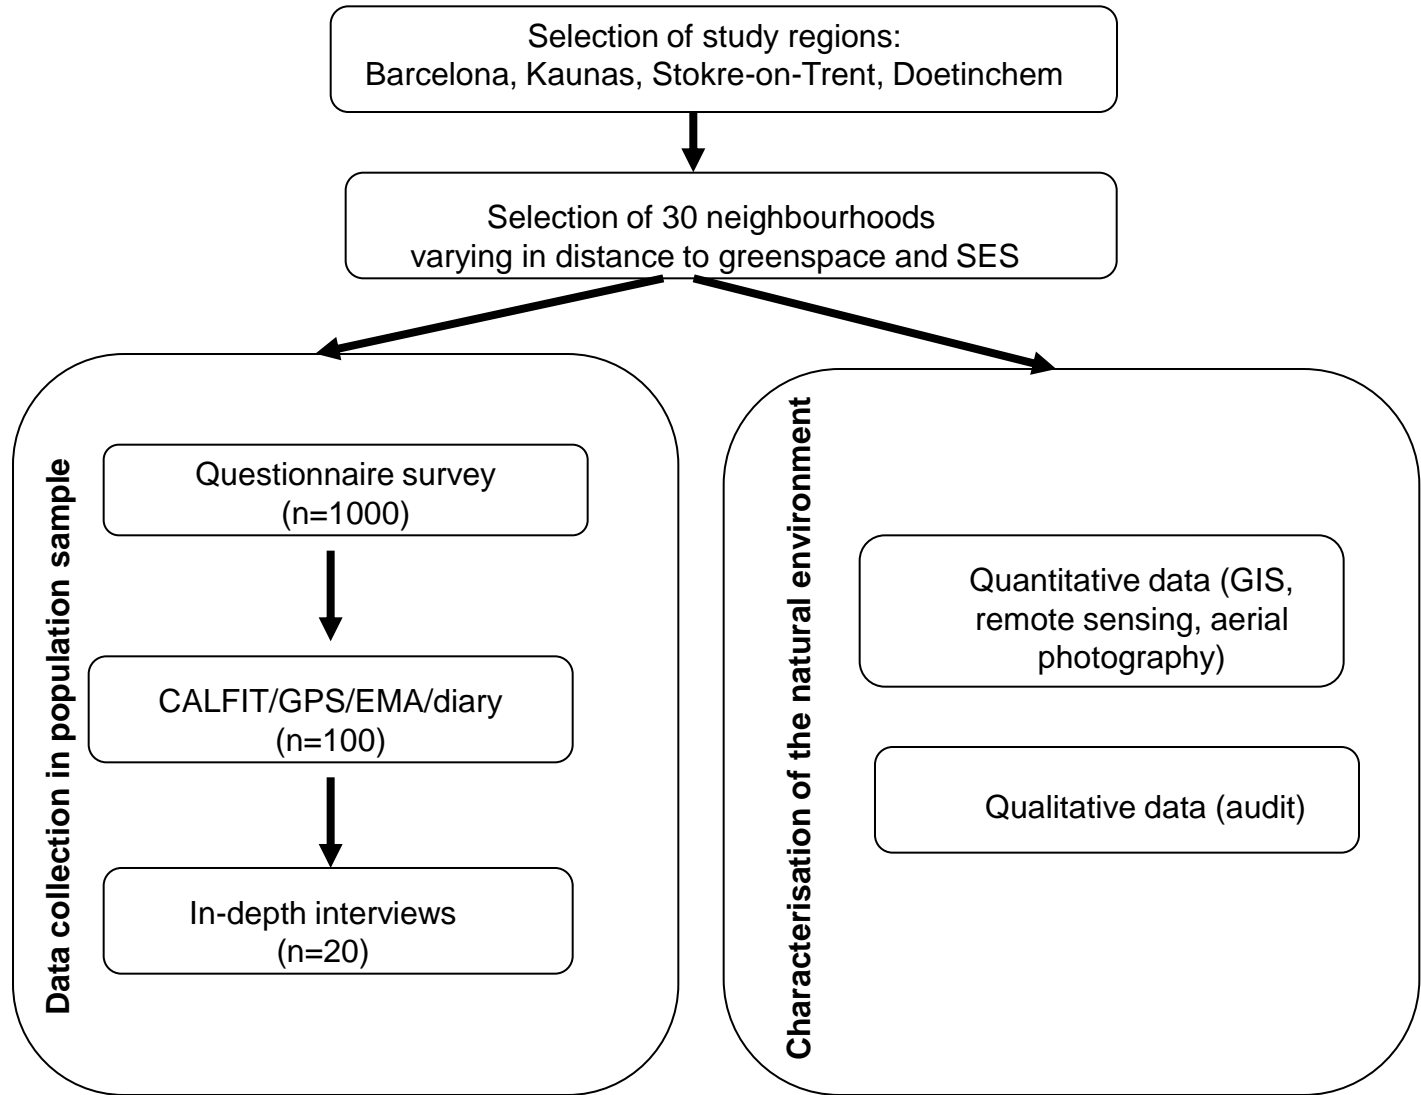 Selection of study regions:
Barcelona, Kaunas, Stokre-on-Trent, Doetinchem
Selection of 30 neighbourhoods
varying in distance to greenspace and SES
Data collection in population sample
Questionnaire survey
(n=1000)
CALFIT/GPS/EMA/diary
(n=100)
In-depth interviews
(n=20)
Characterisation of the natural environment
Quantitative data (GIS,
remote sensing, aerial
photography)
Qualitative data (audit)